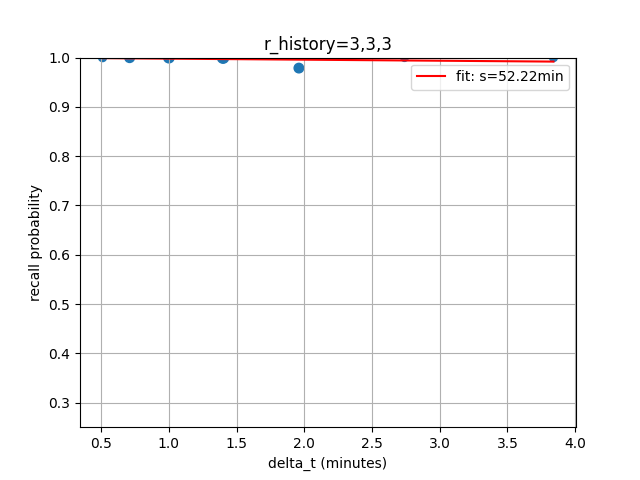 r_history=3,3,3
1.0
0.9
0.8
0.7
0.6
0.5
0.4
0.3
recall probability
fit: s=52.22min
0.5 1.0 1.5 2.0 2.5 3.0 3.5 4.0
delta_t (minutes)